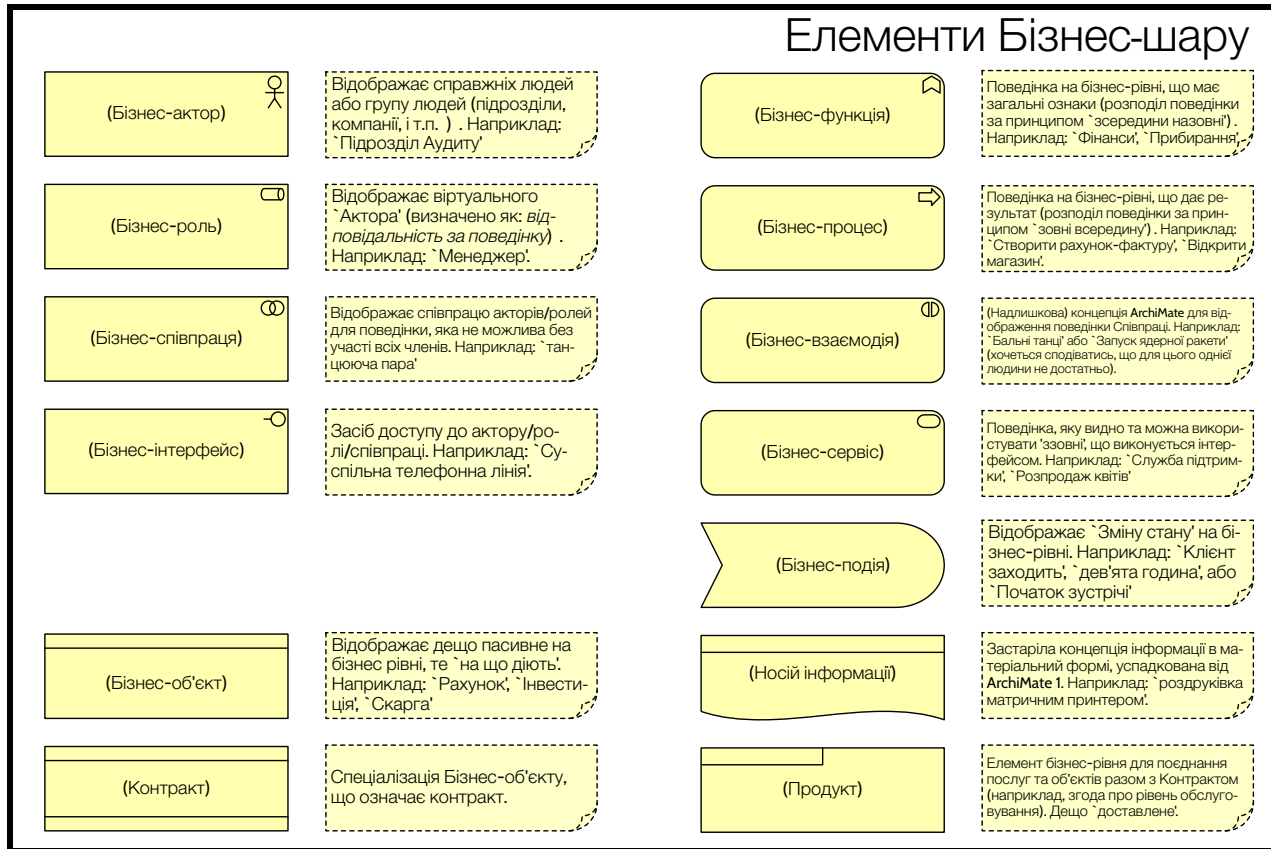 Елементи Бізнес-шару
(Бізнес-актор)
Відображає справжніх людей
або групу людей (підрозділи,
компанії, і т.п. ) . Наприклад:
`Підрозділ Аудиту'
(Бізнес-функція)
Поведінка на бізнес-рівні, що має
загальні ознаки (розподіл поведінки
за принципом `зсередини назовні') .
Наприклад: `Фінанси', `Прибирання'.
(Бізнес-роль)
Відображає віртуального
`Актора' (визначено як: від-
повідальність за поведінку) .
Наприклад: `Менеджер'.
(Бізнес-процес)
Поведінка на бізнес-рівні, що дає ре-
зультат (розподіл поведінки за прин-
ципом `зовні всередину') . Наприклад:
`Створити рахунок-фактуру', `Відкрити
магазин'.
(Бізнес-співпраця)
Відображає співпрацю акторів/ролей
для поведінки, яка не можлива без
участі всіх членів. Наприклад: `тан-
цююча пара'
(Бізнес-взаємодія)
(Надлишкова) концепція ArchiMate для від-
ображення поведінки Співпраці. Наприклад:
`Бальні танці' або `Запуск ядерної ракети'
(хочеться сподіватись, що для цього однієї
людини не достатньо).
(Бізнес-інтерфейс)
Засіб доступу до актору/ро-
лі/співпраці. Наприклад: `Су-
спільна телефонна лінія'.
(Бізнес-сервіс)
Поведінка, яку видно та можна викори-
стувати 'ззовні', що виконується інтер-
фейсом. Наприклад: `Служба підтрим-
ки', `Розпродаж квітів'
(Бізнес-подія)
Відображає `Зміну стану' на бі-
знес-рівні. Наприклад: `Клієнт
заходить', `дев'ята година', або
`Початок зустрічі'
(Бізнес-об'єкт)
Відображає дещо пасивне на
бізнес рівні, те `на що діють'.
Наприклад: `Рахунок', `Інвести-
ція', `Скарга'
(Носій інформації)
Застаріла концепція інформації в ма-
теріальний формі, успадкована від
ArchiMate 1. Наприклад: `роздруківка
матричним принтером'.
(Контракт)
Спеціалізація Бізнес-об'єкту,
що означає контракт.
(Продукт)
Елемент бізнес-рівня для поєднання
послуг та об'єктів разом з Контрактом
(наприклад, згода про рівень обслуго-
вування). Дещо `доставлене'.